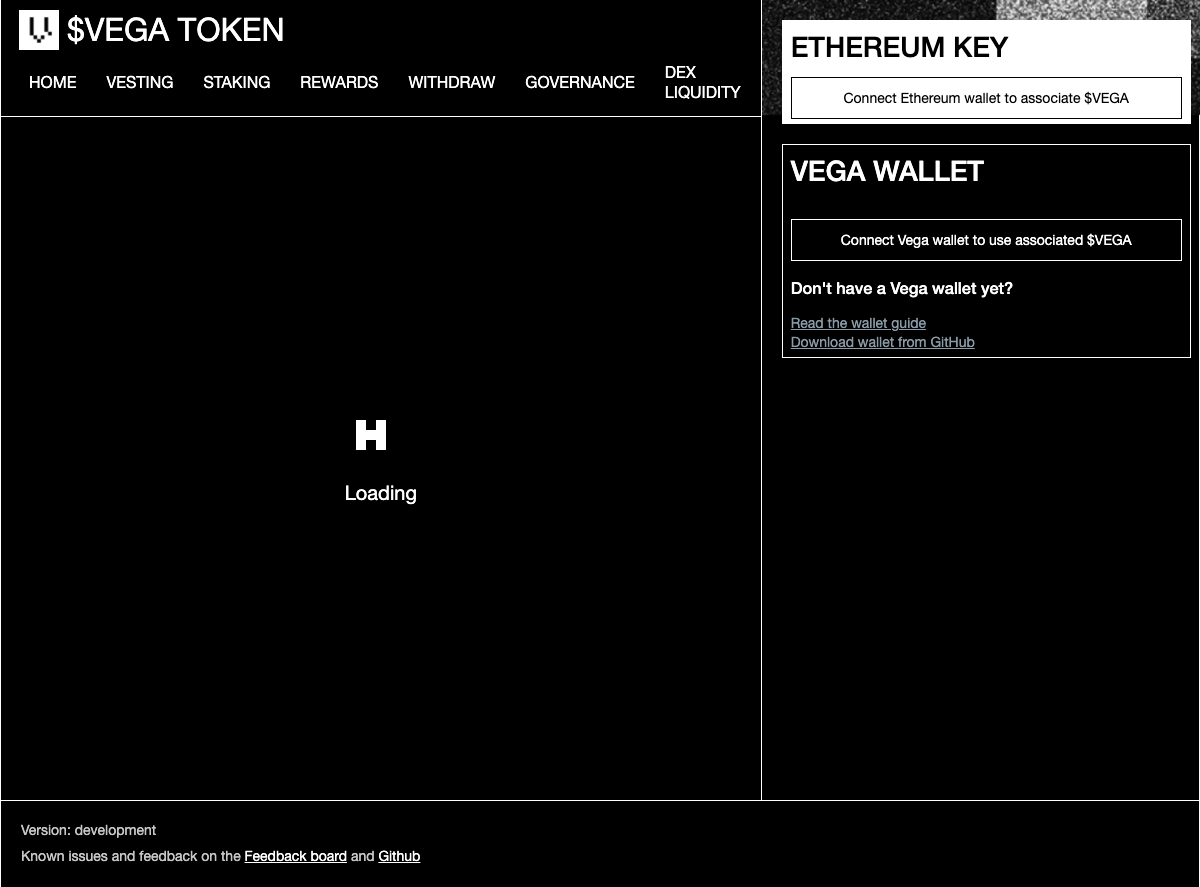 $VEGA TOKEN
HOME VESTING STAKING REWARDS WITHDRAW GOVERNANCE DEX LIQUIDITY
ETHEREUM KEY
Connect Ethereum wallet to associate $VEGA
VEGA WALLET
Connect Vega wallet to use associated $VEGA
Don't have a Vega wallet yet?
Read the wallet guide
Download wallet from GitHub
Loading
Version: development
Known issues and feedback on the Feedback board and Github